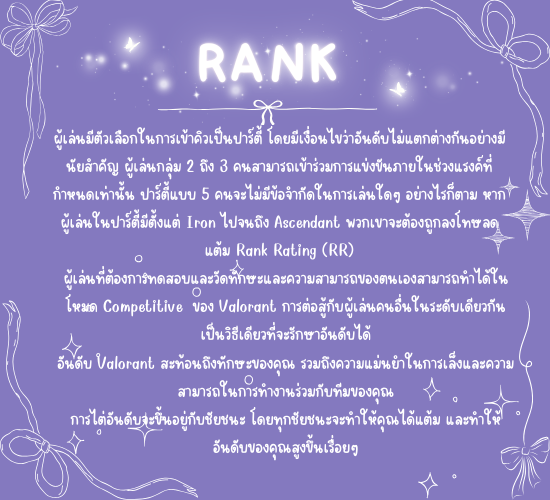 RANK
ผู้เล่นมีตัวเลือกในการเข้าคิวเป็นปาร์ตี้ โดยมีเงื่อนไขว่าอันดับไม่แตกต่างกันอย่างมี
นัยสำคัญ ผู้เล่นกลุ่ม 2 ถึง 3 คนสามารถเข้าร่วมการแข่งขันภายในช่วงแรงค์ที่
กำหนดเท่านั้น ปาร์ตี้แบบ 5 คนจะไม่มีข้อจำกัดในการเล่นใดๆ อย่างไรก็ตาม หาก
ผู้เล่นในปาร์ตี้มีตั้งแต่ Iron ไปจนถึง Ascendant พวกเขาจะต้องถูกลงโทษลด
แต้ม Rank Rating (RR)
ผู้เล่นที่ต้องการทดสอบและวัดทักษะและความสามารถของตนเองสามารถทำได้ใน
โหมด Competitive ของ Valorant การต่อสู้กับผู้เล่นคนอื่นในระดับเดียวกัน
เป็นวิธีเดียวที่จะรักษาอันดับได้
อันดับ Valorant สะท้อนถึงทักษะของคุณ รวมถึงความแม่นยำในการเล็งและความ
สามารถในการทำงานร่วมกับทีมของคุณ
การไต่อันดับจะขึ้นอยู่กับชัยชนะ โดยทุกชัยชนะจะทำให้คุณได้แต้ม และทำให้
อันดับของคุณสูงขึ้นเรื่อยๆ